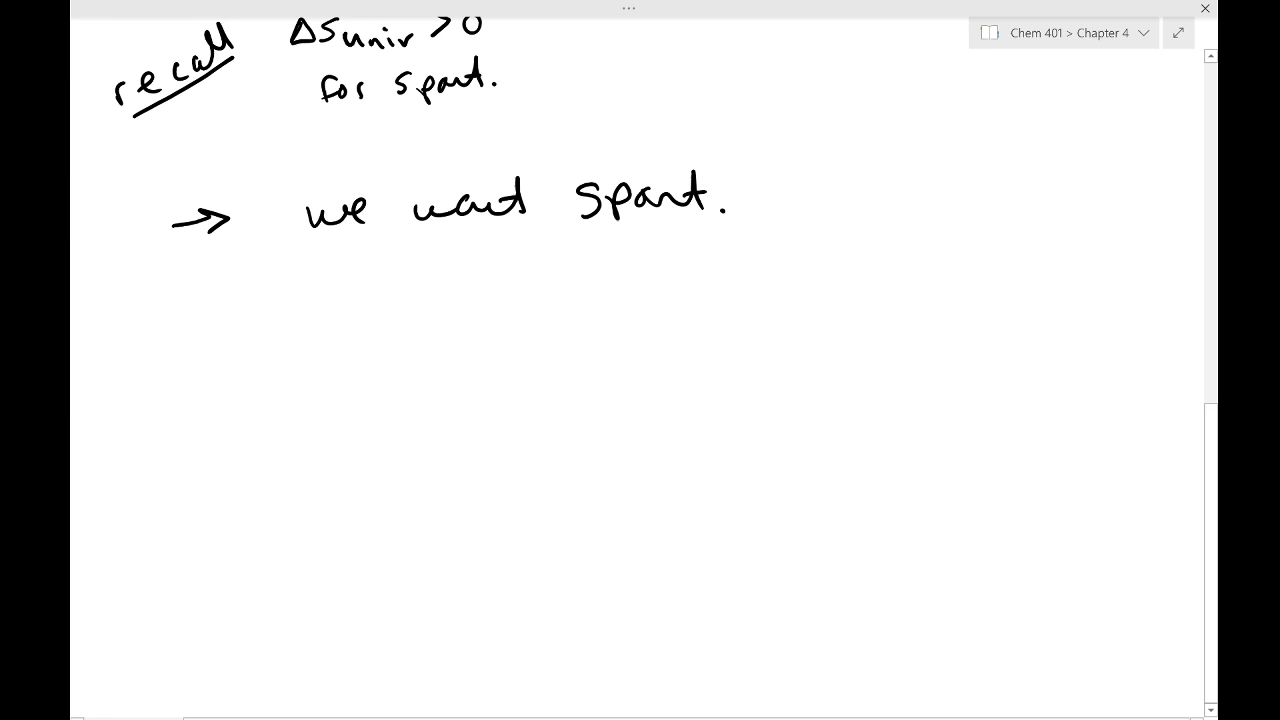 Chem 401 > Chapter 4
recall ΔSuniv > 0
for spont.
→ we want spont.